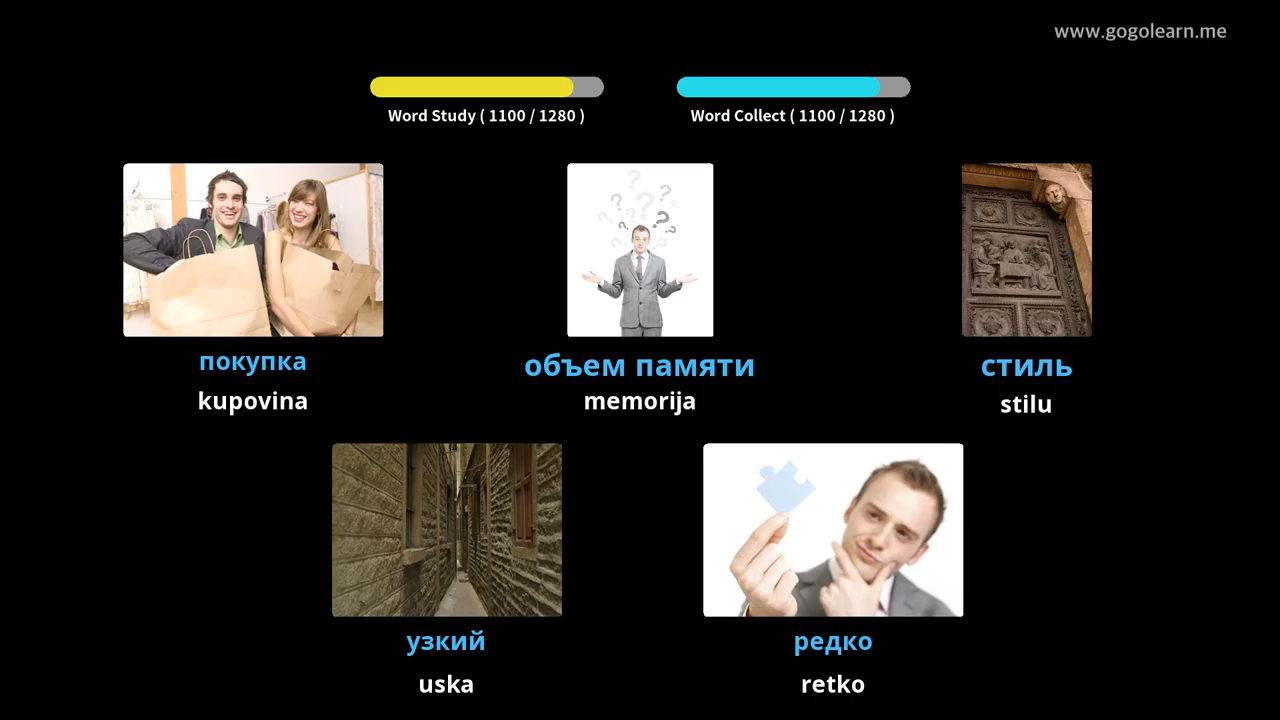 www.gogolearn.me
Word Study ( 1100 / 1280 )
Word Collect ( 1100 / 1280 )
покупка
kupovina
объем памяти
memorija
стиль
stilu
узкий
uska
редко
retko